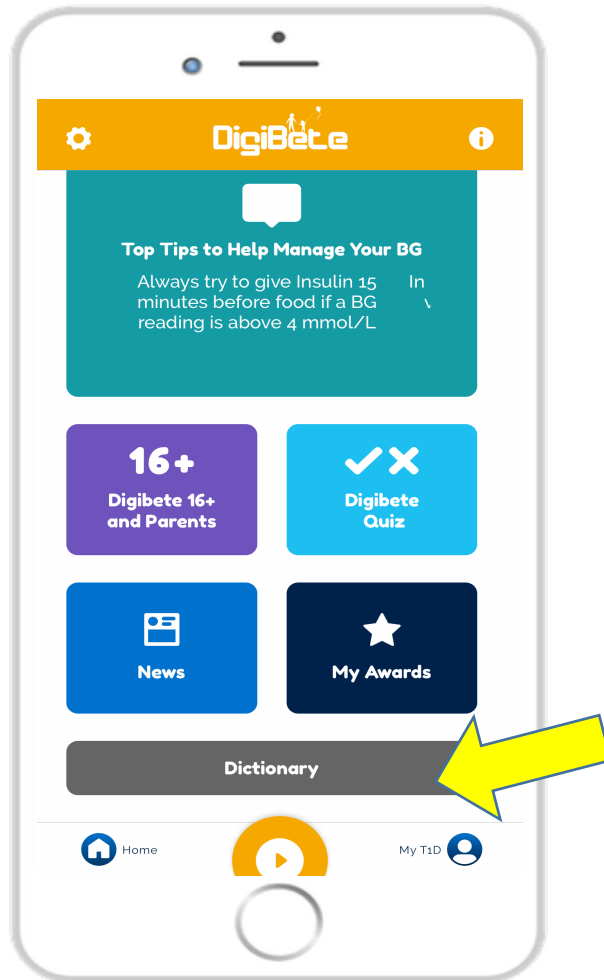 DigiBete
Top Tips to Help Manage Your BG
Always try to give Insulin 15
minutes before food if a BG
reading is above 4 mmol/L
In
16+
Digibete 16+
and Parents
Digibete
Quiz
News
My Awards
Dictionary
Home
My T1D